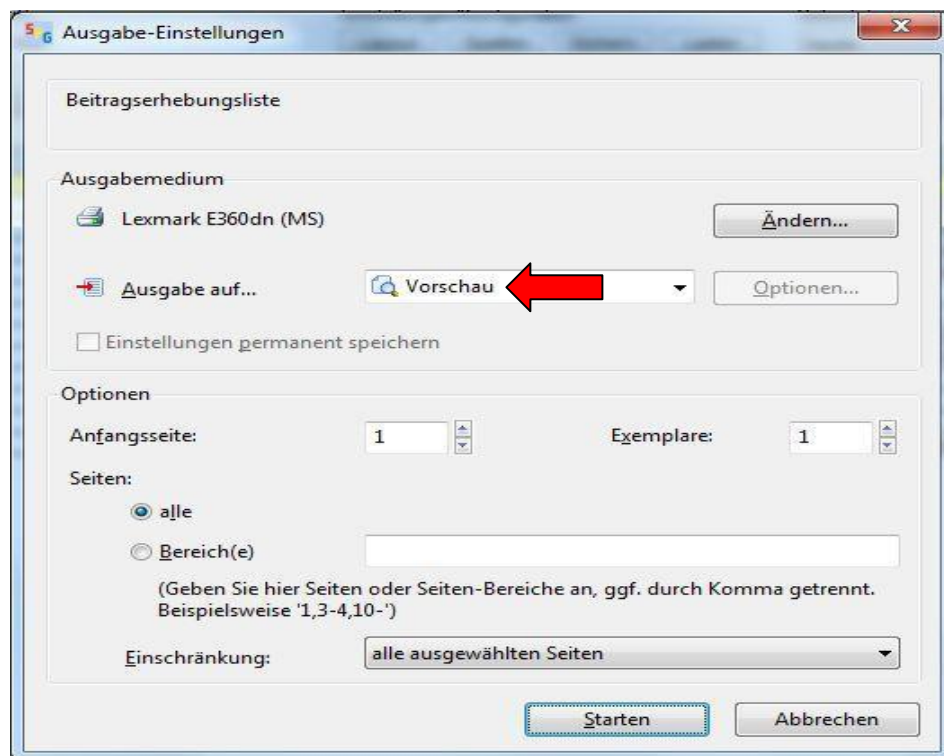 S G Ausgabe-Einstellungen
Beitragserhebungsliste
Ausgabemedium
Lexmark E360dn (MS)
Ändern...
Ausgabe auf...
Vorschau
Optionen...
Einstellungen permanent speichern
Optionen
Anfangsseite:
1
Exemplare:
1
Seiten:
alle
Bereich(e)
(Geben Sie hier Seiten oder Seiten-Bereiche an, ggf. durch Komma getrennt.
Beispielsweise '1,3-4,10-')
Einschränkung:
alle ausgewählten Seiten
Starten
Abbrechen